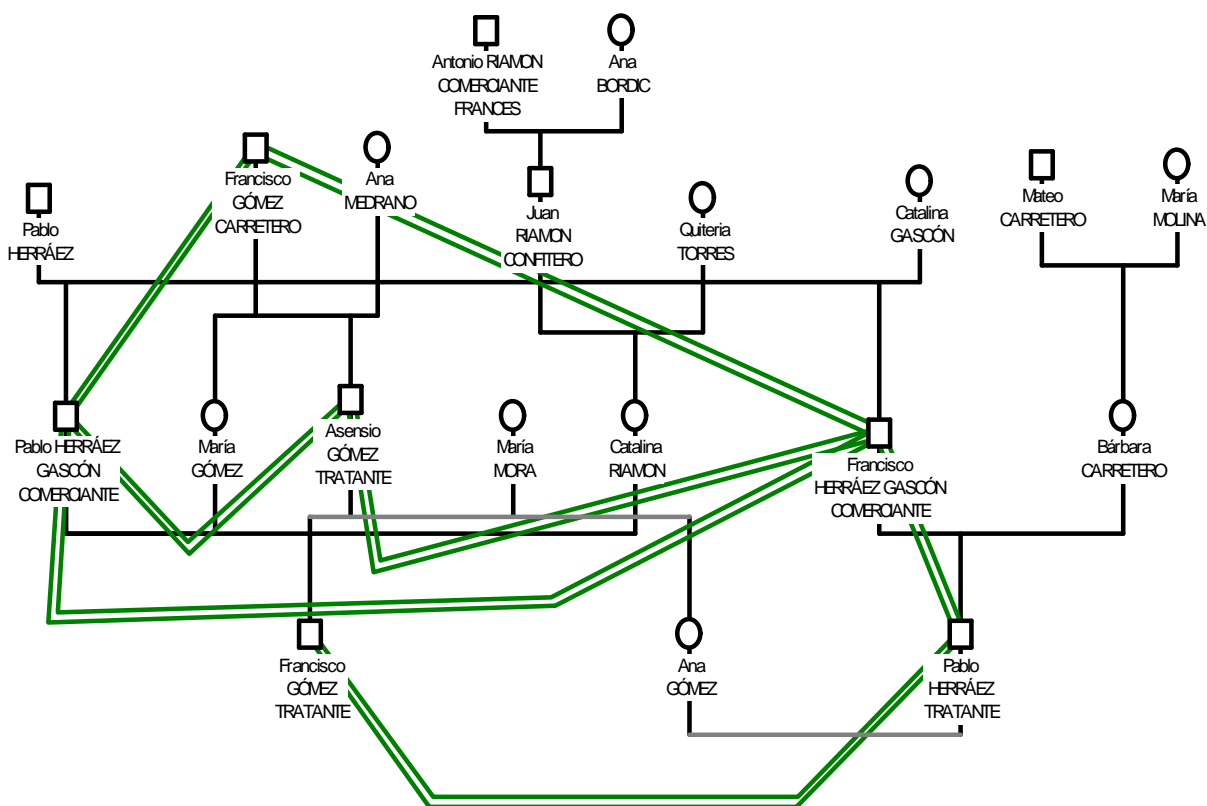 Antonio RIAMON
COMERCIANTE
FRANCES
Ana
BORDIC
Francisco
GÓMEZ
CARRETERO
Ana
MEDRANO
Pablo
HERRÁEZ
Juan
RIAMON
CONFITERO
Quiteria
TORRES
Catalina
GASCÓN
Mateo
CARRETERO
María
MOLINA
Pablo HERRÁEZ
GASCÓN
COMERCIANTE
María
GÓMEZ
Asensio
GÓMEZ
TRATANTE
María
MORA
Catalina
RIAMON
Francisco
HERRÁEZ GASCÓN
COMERCIANTE
Bárbara
CARRETERO
Francisco
GÓMEZ
TRATANTE
Ana
GÓMEZ
Pablo
HERRÁEZ
TRATANTE